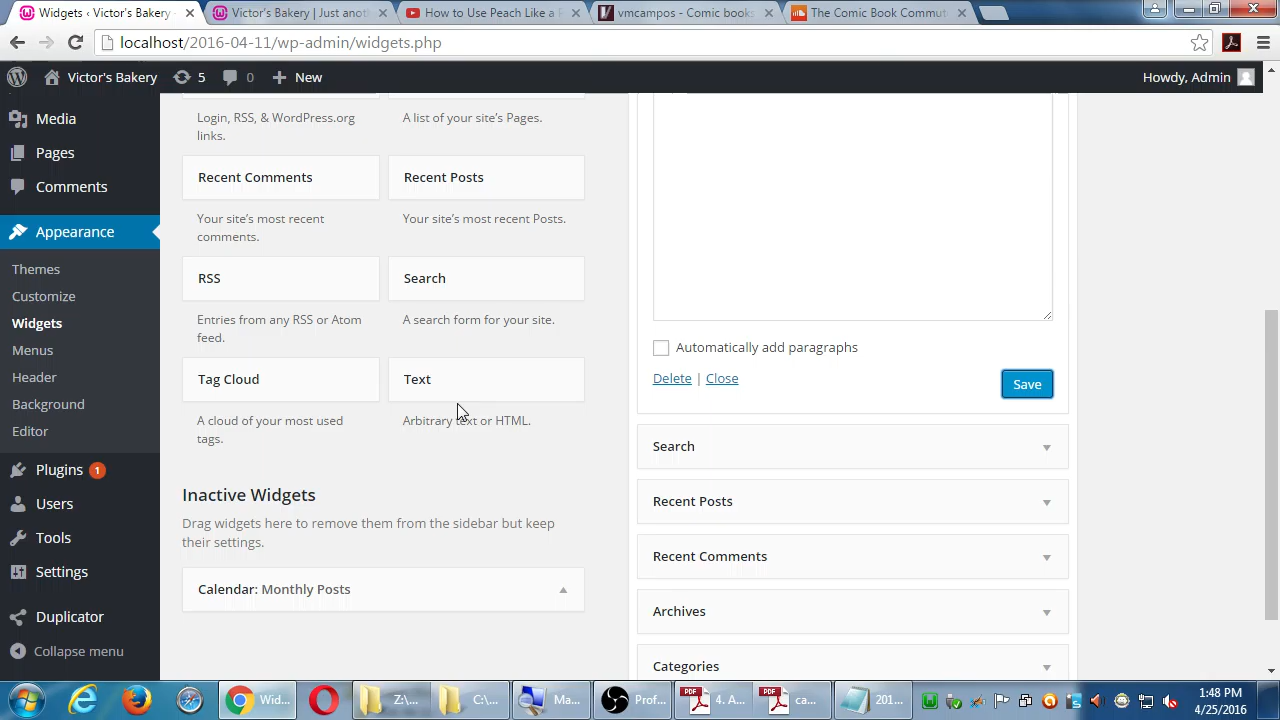 Widgets ‹ Victor's Bakery
Victor's Bakery | Just anot
How to Use Peach Like a
vmcampos - Comic books
The Comic Book Commut
localhost/2016-04-11/wp-admin/widgets.php
Victor's Bakery
5
0
New
Howdy, Admin
Media
Pages
Comments
Appearance
Themes
Customize
Widgets
Menus
Header
Background
Editor
Plugins 1
Users
Tools
Settings
Duplicator
Collapse menu
Login, RSS, & WordPress.org
links.
A list of your site's Pages.
Recent Comments
Recent Posts
Your site's most recent
comments.
Your site's most recent Posts.
RSS
Search
Entries from any RSS or Atom
feed.
A search form for your site.
Tag Cloud
Text
A cloud of your most used
tags.
Arbitrary text or HTML.
Inactive Widgets
Drag widgets here to remove them from the sidebar but keep
their settings.
Calendar: Monthly Posts
Automatically add paragraphs
Delete | Close
Save
Search
Recent Posts
Recent Comments
Archives
Categories
Wid...
Z:\...
C:\...
Ma...
Prof...
4. A...
ca...
201...
1:48 PM
4/25/2016